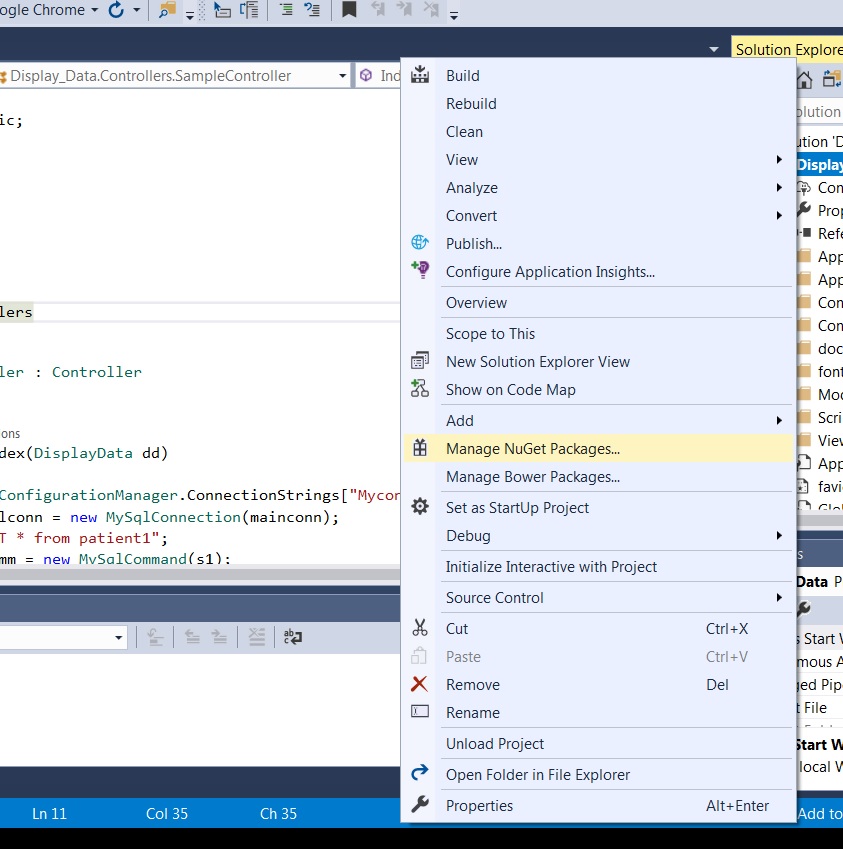 ogle Chrome
Solution Explore
Display_Data.Controllers.SampleController
Ind
ic;
lers
ler : Controller
ons
dex(DisplayData dd)
ConfigurationManager.ConnectionStrings["Mycon
lconn = new MySqlConnection(mainconn);
T * from patient1";
mm = new MySqlCommand(s1);
Build
Rebuild
Clean
View
Analyze
Convert
Publish...
Configure Application Insights...
Overview
Scope to This
New Solution Explorer View
Show on Code Map
Add
Manage NuGet Packages...
Manage Bower Packages...
Set as StartUp Project
Debug
Initialize Interactive with Project
Source Control
Cut Ctrl+X
Paste Ctrl+V
Remove Del
Rename
Unload Project
Open Folder in File Explorer
Properties Alt+Enter
olution
ution 'D
Display
Con
Prop
Refe
App
App
Con
Con
doc
font
Mod
Scri
View
App
favi
Glo
s
Data P
s Start W
mous A
ged Pip
t File
Start W
local W
Ln 11 Col 35 Ch 35
Add to